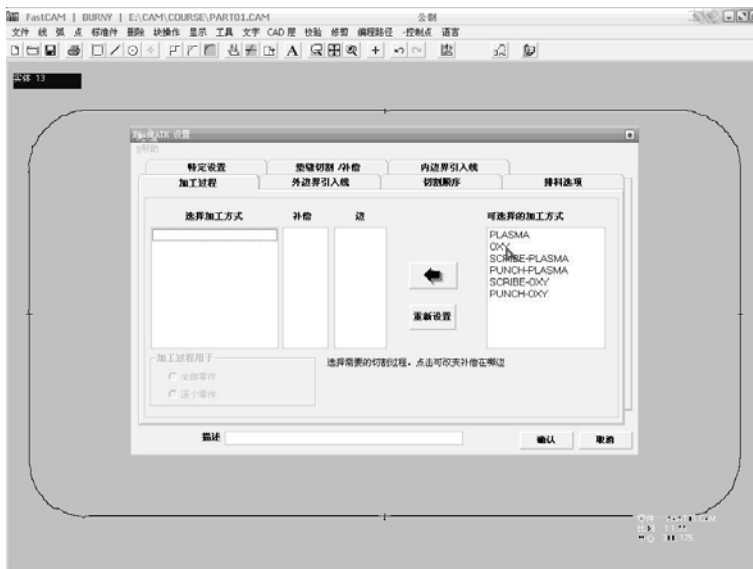 FastCAM | BURNY | E:\CAM\COURSE\PART01.CAM 公制
文件 线 弧 点 标准件 删除 块操作 显示 工具 文字 CAD层 校验 修剪 编程路径 -控制点 语言
实体 13
设置
特定设置 垫缝切割 /补偿 内边界引入线
加工过程 外边界引入线 切割顺序 排料选项
选择加工方式 补偿 边 可选择的加工方式
PLASMA
OXY
SCRIBE-PLASMA
PUNCH-PLASMA
SCRIBE-OXY
PUNCH-OXY
重新设置
加工过程用于
全部零件
逐个零件
选择需要的切割过程。点击可改变补偿在哪边
描述
确认 取消